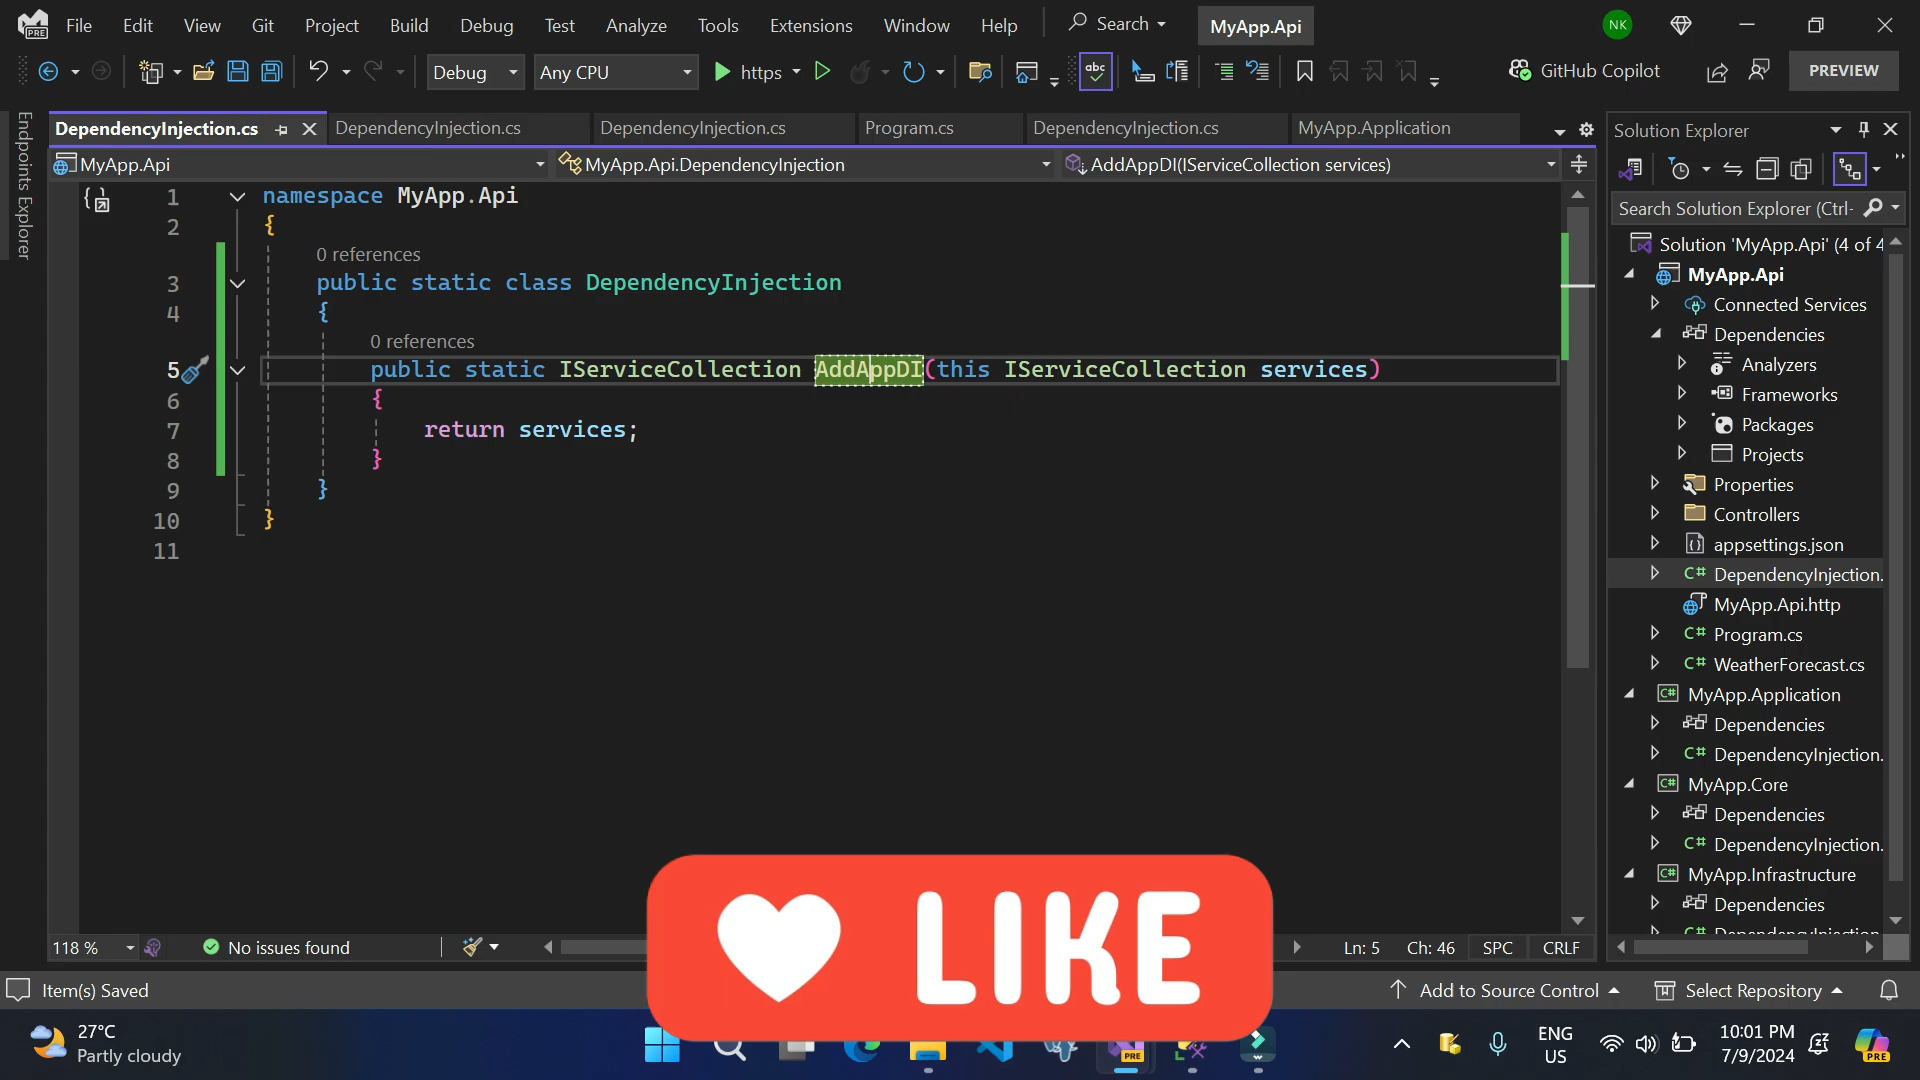 File Edit View Git Project Build Debug Test Analyze Tools Extensions Window Help Search MyApp.Api NK
PRE
Debug Any CPU https abc GitHub Copilot PREVIEW
Endpoints Explorer
DependencyInjection.cs DependencyInjection.cs DependencyInjection.cs Program.cs DependencyInjection.cs MyApp.Application
MyApp.Api MyApp.Api.DependencyInjection AddAppDI(IServiceCollection services)
1 namespace MyApp.Api
2 {
0 references
3 public static class DependencyInjection
4 {
0 references
5 public static IServiceCollection AddAppDI(this IServiceCollection services)
6 {
7 return services;
8 }
9 }
10 }
11
118 % No issues found Ln: 5 Ch: 46 SPC CRLF
Solution Explorer
Search Solution Explorer (Ctrl-
Solution 'MyApp.Api' (4 of 4
MyApp.Api
Connected Services
Dependencies
Analyzers
Frameworks
Packages
Projects
Properties
Controllers
appsettings.json
C# DependencyInjection.
MyApp.Api.http
C# Program.cs
C# WeatherForecast.cs
C# MyApp.Application
Dependencies
C# DependencyInjection.
C# MyApp.Core
Dependencies
C# DependencyInjection.
C# MyApp.Infrastructure
Dependencies
C# DependencyInjection
LIKE
Item(s) Saved Add to Source Control Select Repository
27°C
Partly cloudy
PRE
ENG
US
10:01 PM
7/9/2024
PRE